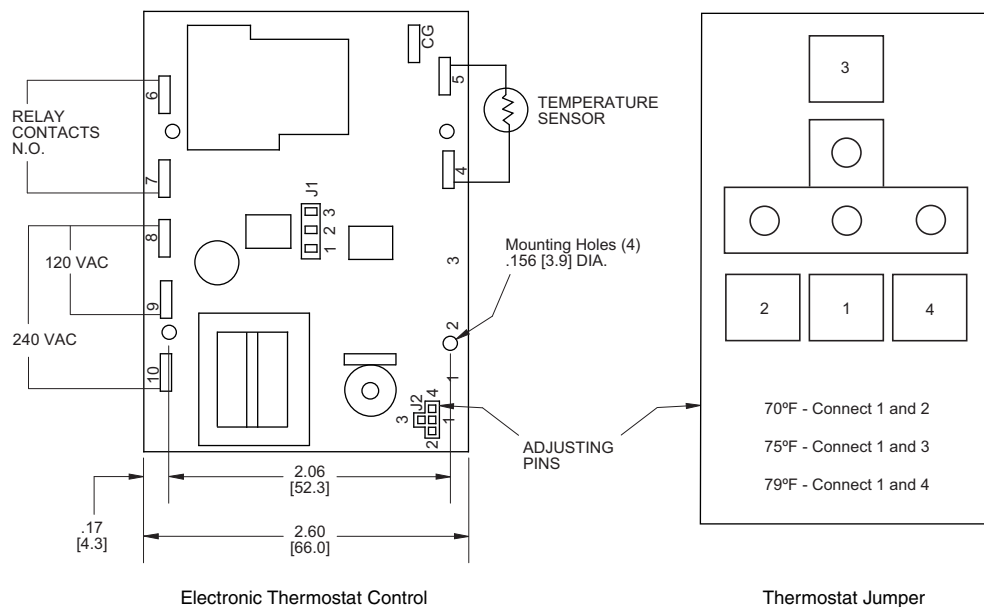 CG
6
5
RELAY
CONTACTS
N.O.
TEMPERATURE
SENSOR
7
4
J1
3
2
1
8
120 VAC
9
240 VAC
10
Mounting Holes (4)
.156 [3.9] DIA.
3
2
1
J2
4
3
1
2
ADJUSTING
PINS
.17
[4.3]
2.06
[52.3]
2.60
[66.0]
Electronic Thermostat Control
3
2
1
4
70ºF - Connect 1 and 2
75ºF - Connect 1 and 3
79ºF - Connect 1 and 4
Thermostat Jumper